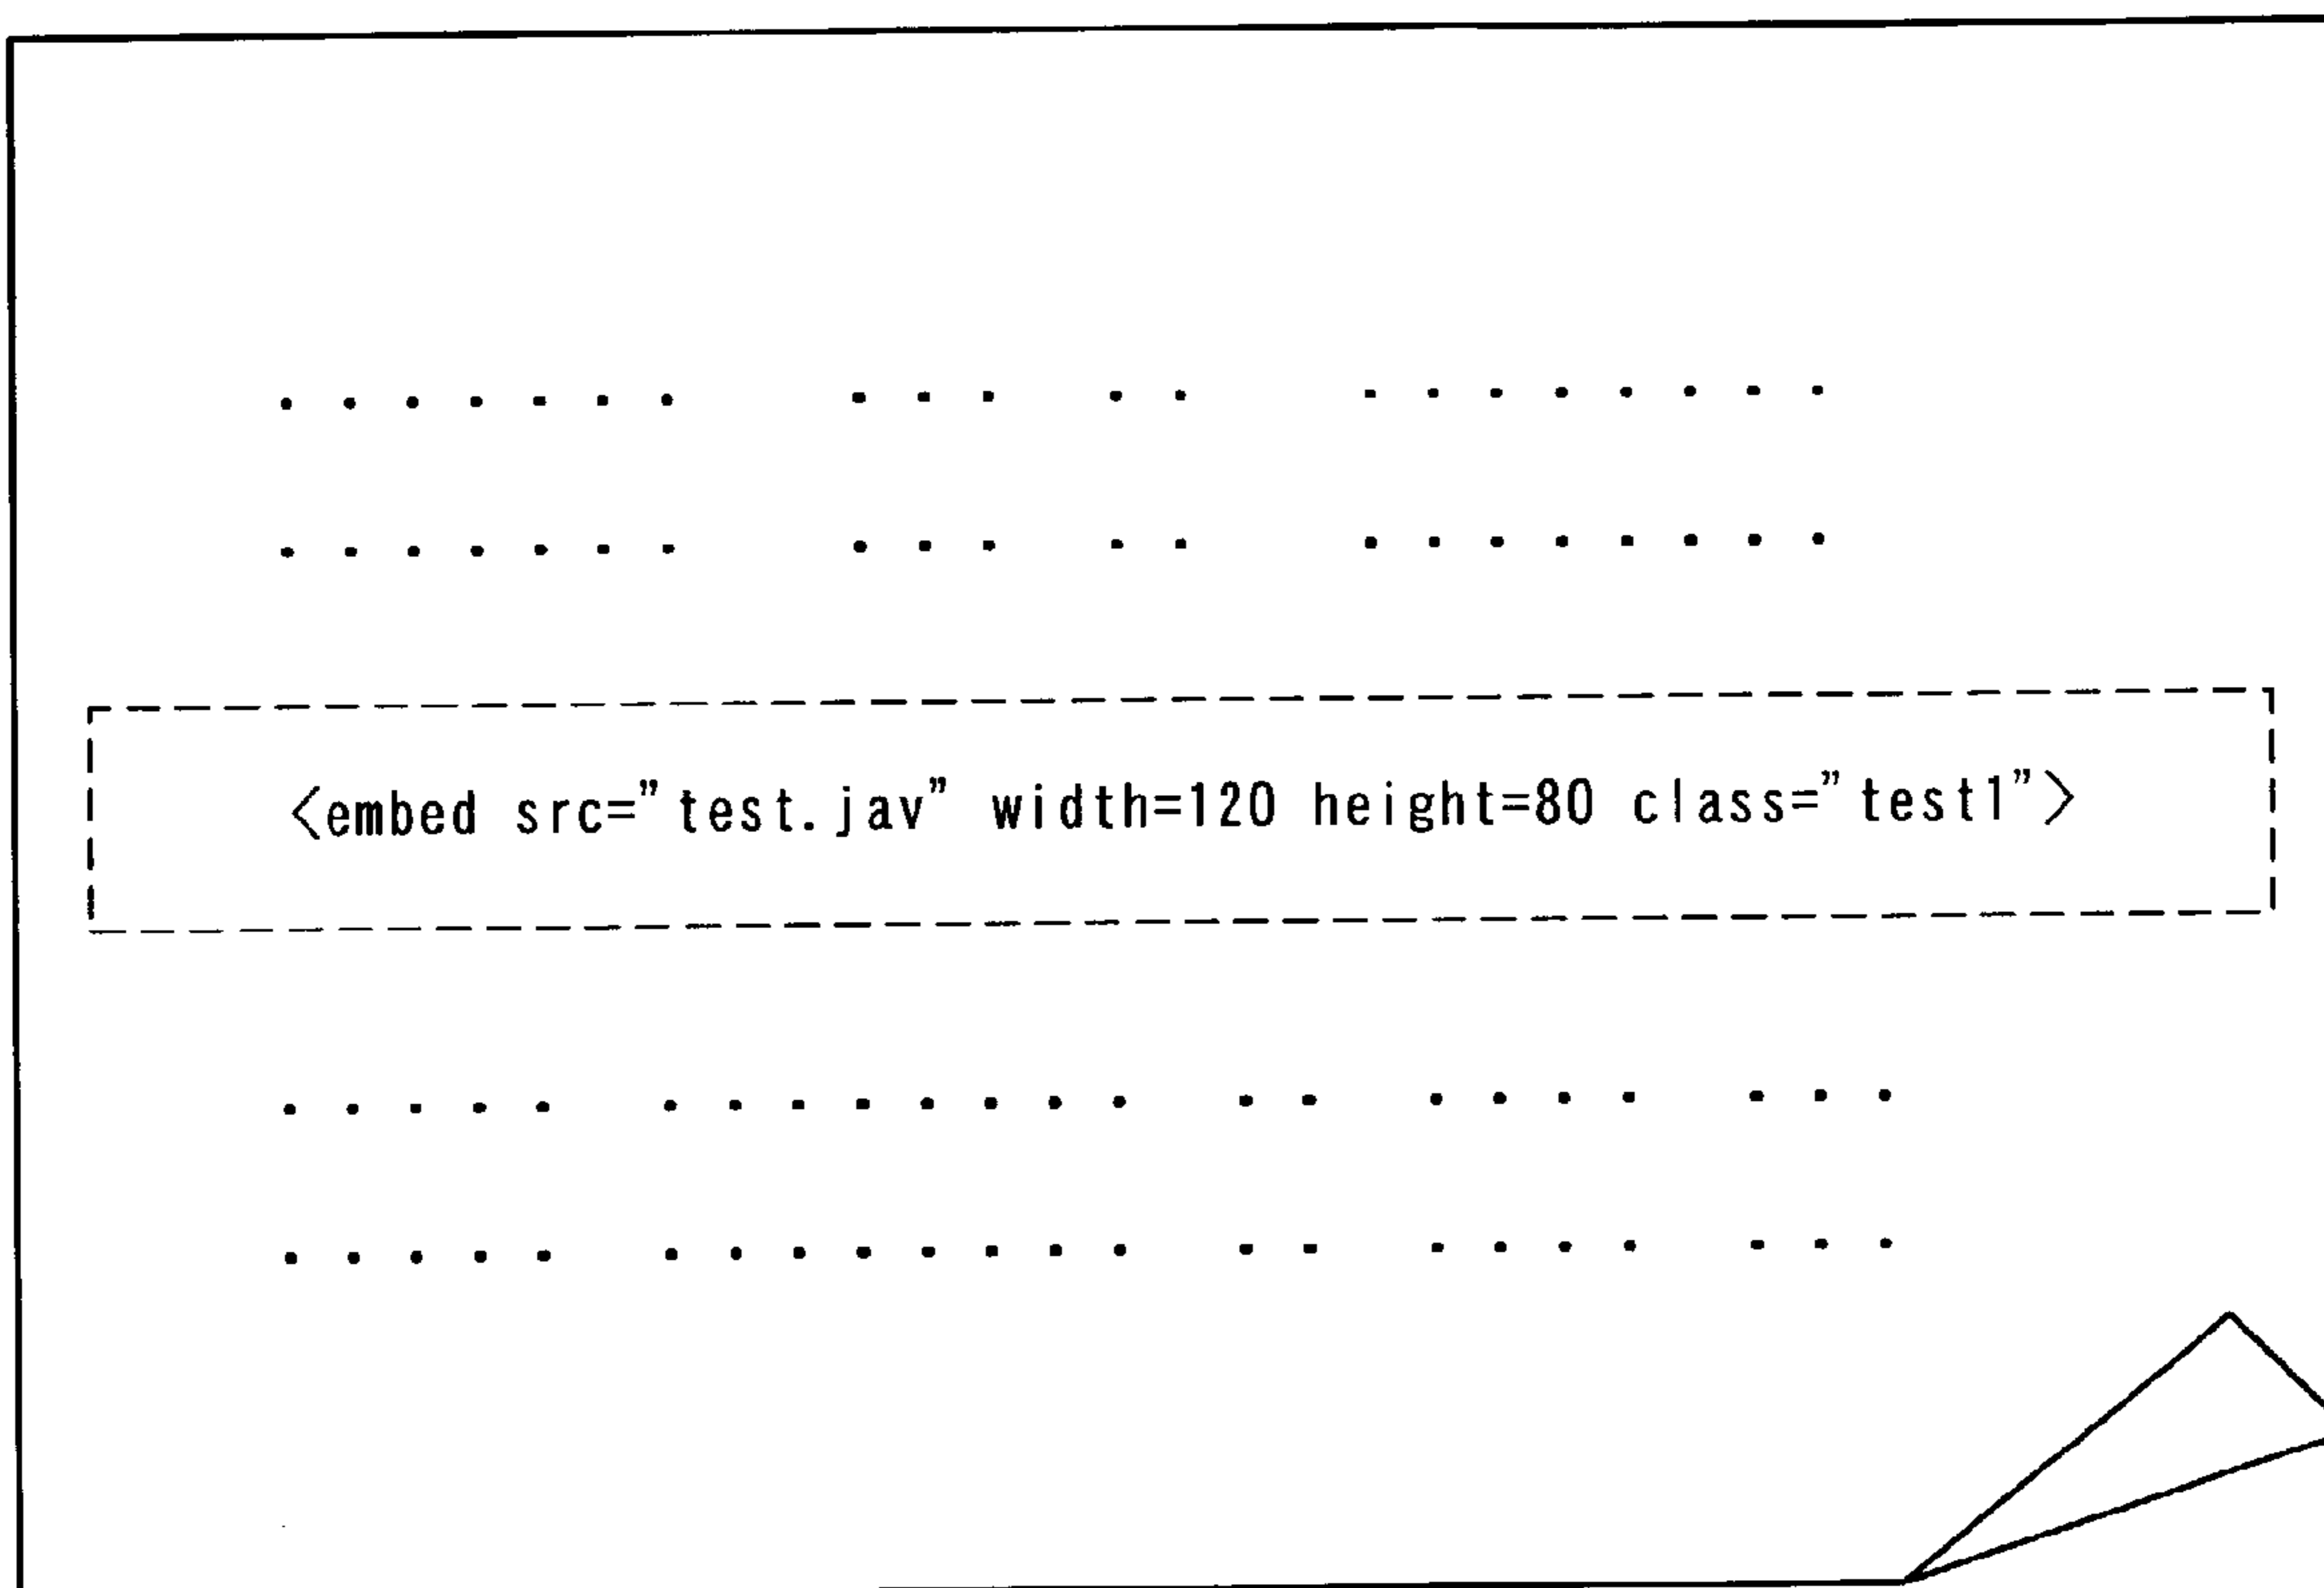 . . . . . . .   . . .  . .   . . . . . . . .
. . . . . . .   . . .  . .   . . . . . . . .
<embed src=”test.jav” width=120 height=80 class=”test1”>
. . . . .  . . . . . . . .  . .  . . . .  . . .
. . . . .  . . . . . . . .  . .  . . . .  . . .